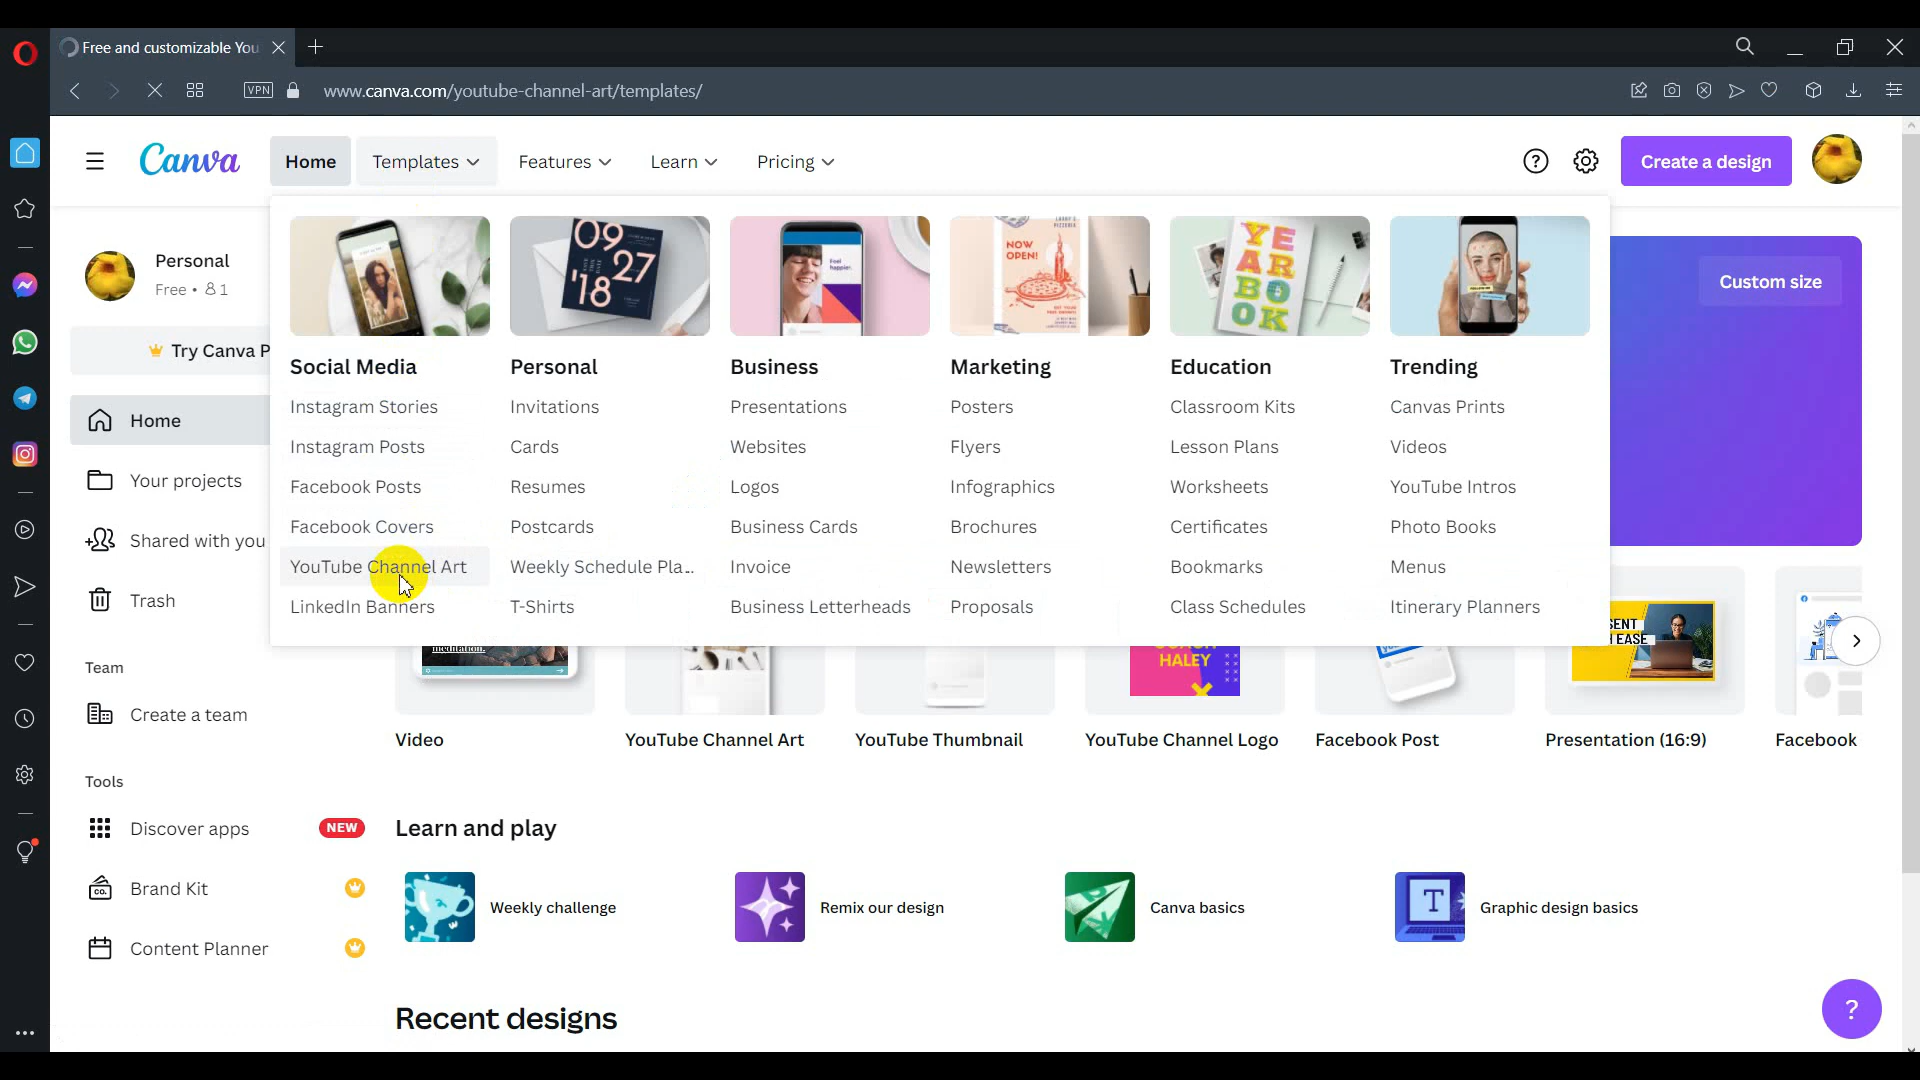 Free and customizable You
VPN
www.canva.com/youtube-channel-art/templates/
Canva
Home
Templates
Features
Learn
Pricing
?
Create a design
Personal
Free • 1
Try Canva P
Home
Your projects
Shared with you
Trash
Team
Create a team
Tools
Discover apps
NEW
Brand Kit
CO.
Content Planner
09
27
'18
Feel
happier.
NOW
OPEN!
YE
AR
BO
OK
Social Media
Instagram Stories
Instagram Posts
Facebook Posts
Facebook Covers
YouTube Channel Art
LinkedIn Banners
Personal
Invitations
Cards
Resumes
Postcards
Weekly Schedule Pla...
T-Shirts
Business
Presentations
Websites
Logos
Business Cards
Invoice
Business Letterheads
Marketing
Posters
Flyers
Infographics
Brochures
Newsletters
Proposals
Education
Classroom Kits
Lesson Plans
Worksheets
Certificates
Bookmarks
Class Schedules
Trending
Canvas Prints
Videos
YouTube Intros
Photo Books
Menus
Itinerary Planners
Custom size
meditation.
HALEY
SENT
H EASE
Video
YouTube Channel Art
YouTube Thumbnail
YouTube Channel Logo
Facebook Post
Presentation (16:9)
Facebook
Learn and play
Weekly challenge
Remix our design
Canva basics
T
Graphic design basics
Recent designs
?